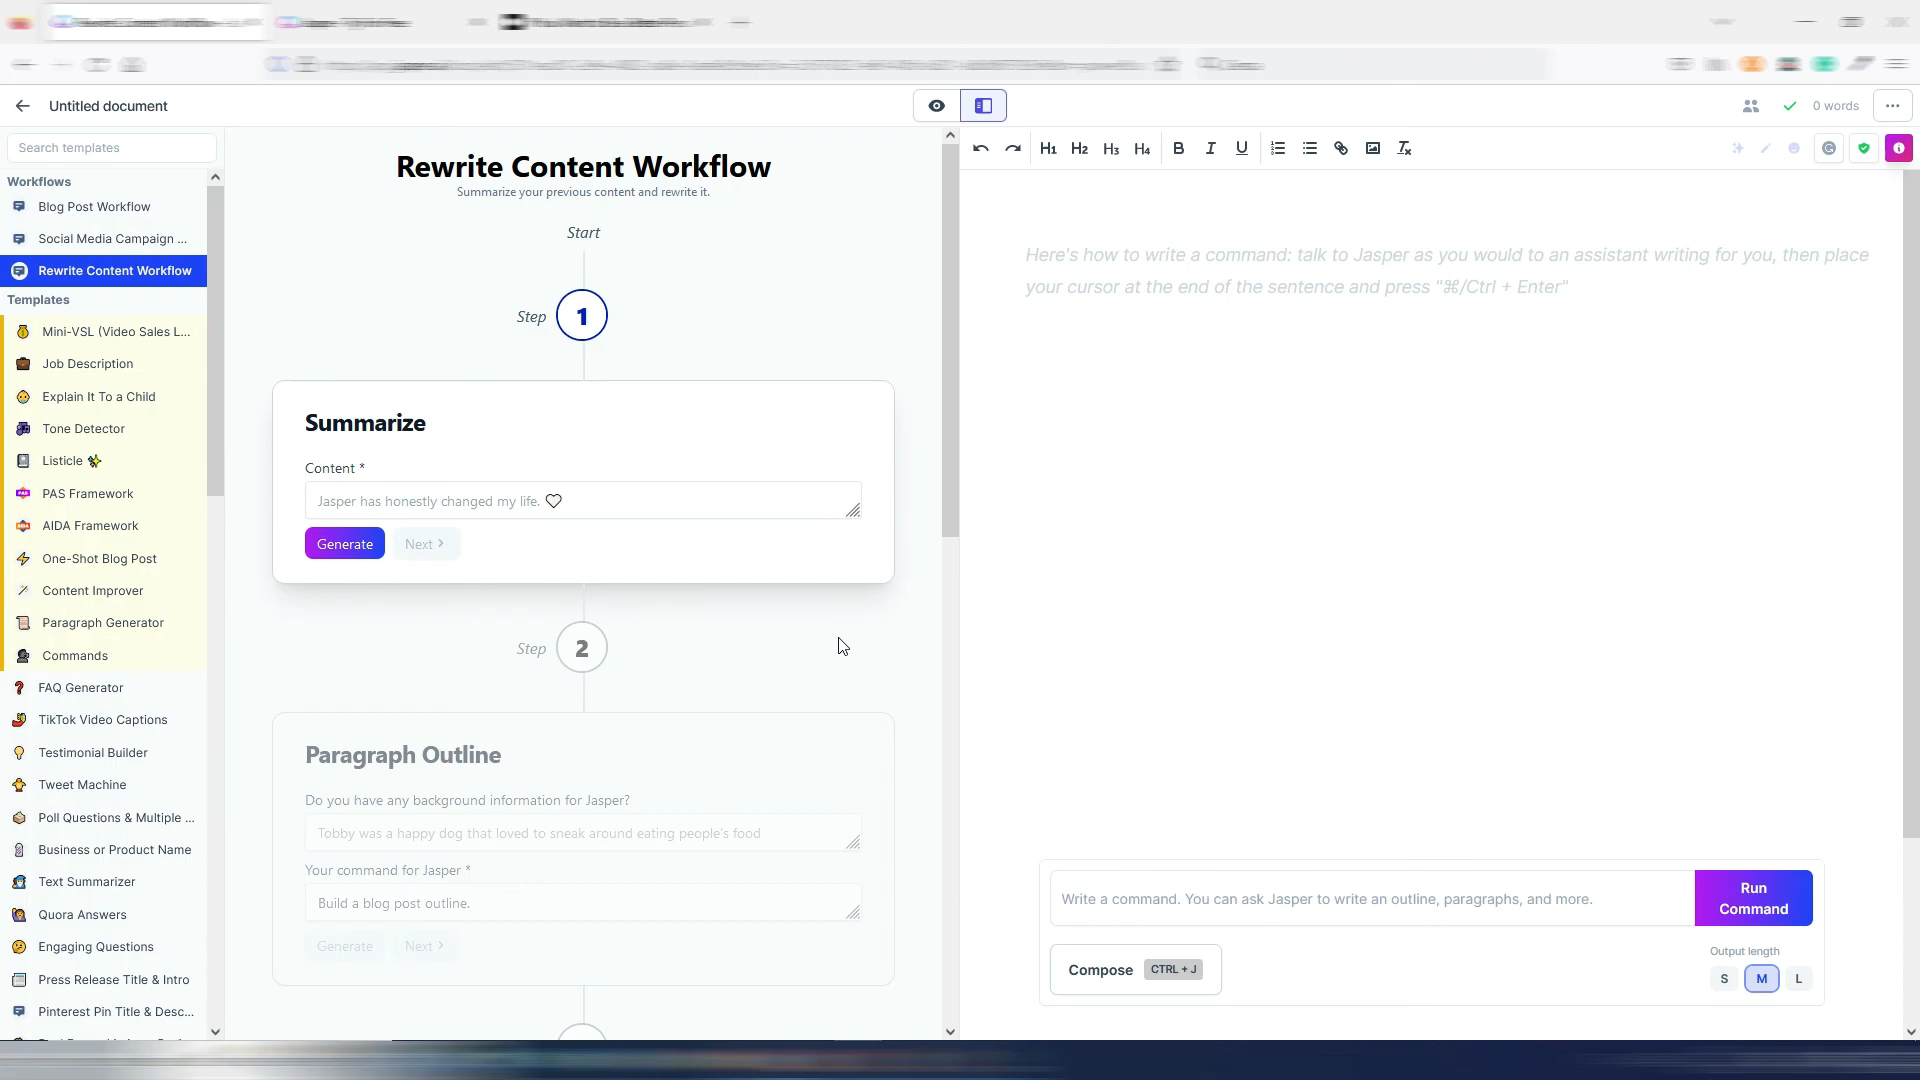 Untitled document
0 words
Search templates
Workflows
Blog Post Workflow
Social Media Campaign ...
Rewrite Content Workflow
Templates
Mini-VSL (Video Sales L...
Job Description
Explain It To a Child
Tone Detector
Listicle ✨
PAS Framework
AIDA Framework
One-Shot Blog Post
Content Improver
Paragraph Generator
Commands
FAQ Generator
TikTok Video Captions
Testimonial Builder
Tweet Machine
Poll Questions & Multiple ...
Business or Product Name
Text Summarizer
Quora Answers
Engaging Questions
Press Release Title & Intro
Pinterest Pin Title & Desc...
Rewrite Content Workflow
Summarize your previous content and rewrite it.
Start
Step 1
Summarize
Content *
Jasper has honestly changed my life. ♡
Generate Next >
Step 2
Paragraph Outline
Do you have any background information for Jasper?
Tobby was a happy dog that loved to sneak around eating people's food
Your command for Jasper *
Build a blog post outline.
Generate Next >
H1 H2 H3 H4 B I U
Here's how to write a command: talk to Jasper as you would to an assistant writing for you, then place
your cursor at the end of the sentence and press "⌘/Ctrl + Enter"
Write a command. You can ask Jasper to write an outline, paragraphs, and more.
Run
Command
Compose CTRL + J
Output length
S M L